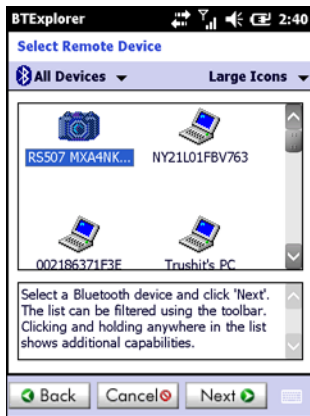 BTExplorer 2:40
Select Remote Device
All Devices Large Icons
RS507 MXA4NK... NY21L01FBV763
002186371F3E Trushit's PC
Select a Bluetooth device and click 'Next'.
The list can be filtered using the toolbar.
Clicking and holding anywhere in the list
shows additional capabilities.
Back Cancel Next